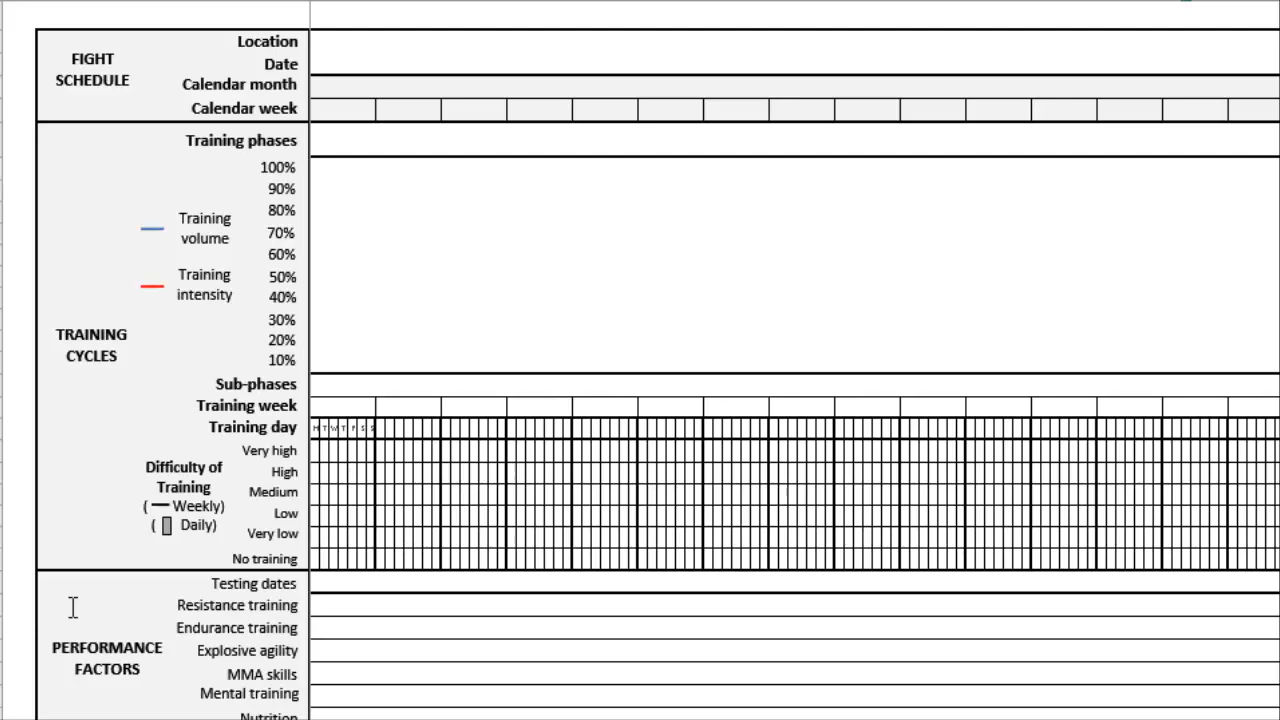 Location
FIGHT
SCHEDULE
Date
Calendar month
Calendar week
Training phases
100%
90%
80%
70%
60%
50%
40%
30%
20%
10%
Training
volume
Training
intensity
TRAINING
CYCLES
Sub-phases
Training week
Training day
T W T F S S
Very high
High
Medium
Low
Very low
No training
Difficulty of
Training
( Weekly)
( Daily)
Testing dates
Resistance training
Endurance training
Explosive agility
MMA skills
Mental training
Nutrition
PERFORMANCE
FACTORS